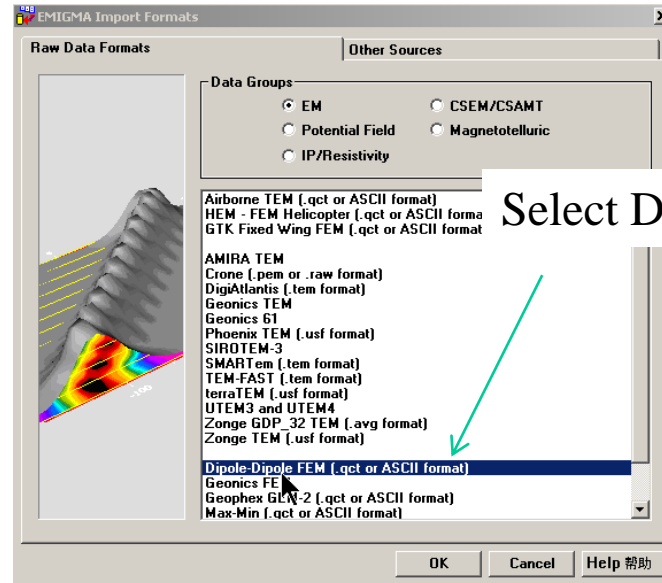 EMIGMA Import Formats
Raw Data Formats
Other Sources
Data Groups
EM
CSEM/CSAMT
Potential Field
Magnetotelluric
IP/Resistivity
Airborne TEM (.qct or ASCII format)
HEM - FEM Helicopter (.qct or ASCII forma
GTK Fixed Wing FEM (.qct or ASCII format
Select D
AMIRA TEM
Crone (.pem or .raw format)
DigiAtlantis (.tem format)
Geonics TEM
Geonics 61
Phoenix TEM (.usf format)
SIROTEM-3
SMARTem (.tem format)
TEM-FAST (.tem format)
terraTEM (.usf format)
UTEM3 and UTEM4
Zonge GDP_32 TEM (.avg format)
Zonge TEM (.usf format)
Dipole-Dipole FEM (.qct or ASCII format)
Geonics FE
Geophex GEM-2 (.qct or ASCII format)
Max-Min (.qct or ASCII format)
-100
OK
Cancel
Help 帮助